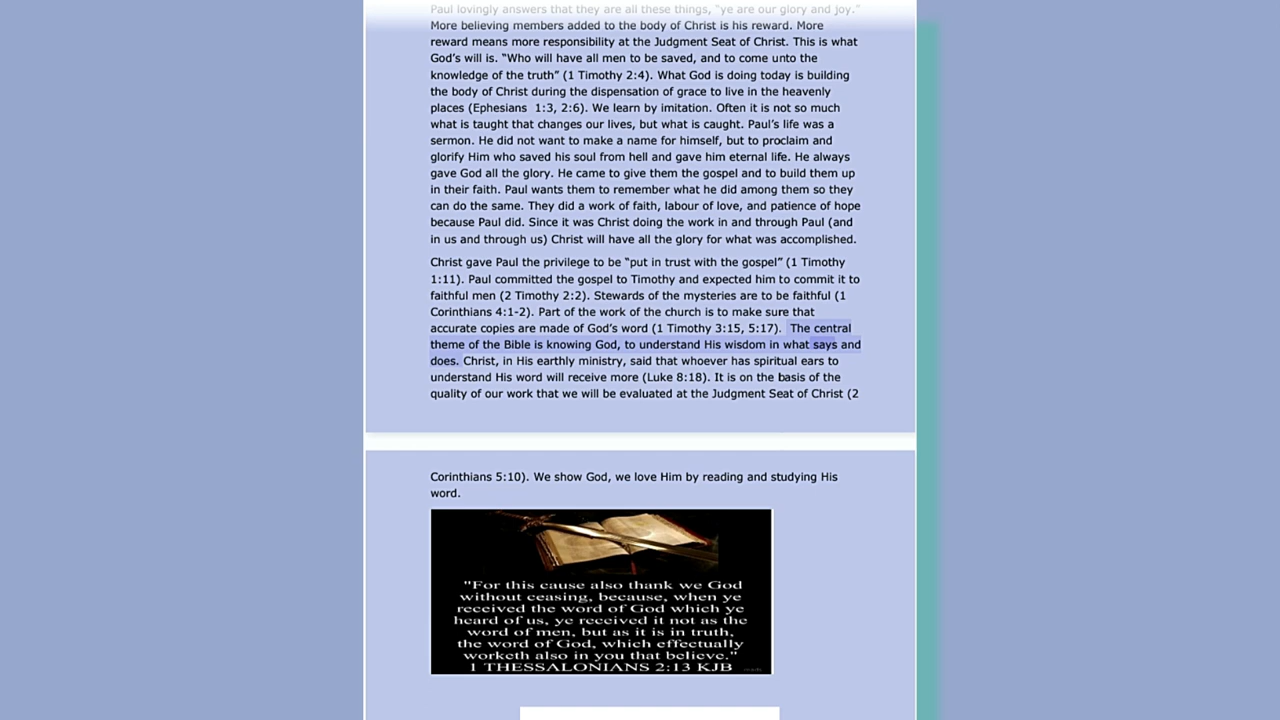 Paul lovingly answers that they are all these things, “ye are our glory and joy.”
More believing members added to the body of Christ is his reward. More
reward means more responsibility at the Judgment Seat of Christ. This is what
God’s will is. “Who will have all men to be saved, and to come unto the
knowledge of the truth” (1 Timothy 2:4). What God is doing today is building
the body of Christ during the dispensation of grace to live in the heavenly
places (Ephesians  1:3, 2:6). We learn by imitation. Often it is not so much
what is taught that changes our lives, but what is caught. Paul’s life was a
sermon. He did not want to make a name for himself, but to proclaim and
glorify Him who saved his soul from hell and gave him eternal life. He always
gave God all the glory. He came to give them the gospel and to build them up
in their faith. Paul wants them to remember what he did among them so they
can do the same. They did a work of faith, labour of love, and patience of hope
because Paul did. Since it was Christ doing the work in and through Paul (and
in us and through us) Christ will have all the glory for what was accomplished.
Christ gave Paul the privilege to be “put in trust with the gospel” (1 Timothy
1:11). Paul committed the gospel to Timothy and expected him to commit it to
faithful men (2 Timothy 2:2). Stewards of the mysteries are to be faithful (1
Corinthians 4:1-2). Part of the work of the church is to make sure that
accurate copies are made of God’s word (1 Timothy 3:15, 5:17).  The central
theme of the Bible is knowing God, to understand His wisdom in what says and
does. Christ, in His earthly ministry, said that whoever has spiritual ears to
understand His word will receive more (Luke 8:18). It is on the basis of the
quality of our work that we will be evaluated at the Judgment Seat of Christ (2
Corinthians 5:10). We show God, we love Him by reading and studying His
word.
"For this cause also thank we God
without ceasing, because, when ye
received the word of God which ye
heard of us, ye received it not as the
word of men, but as it is in truth,
the word of God, which effectually
worketh also in you that believe."
1 THESSALONIANS 2:13 KJB